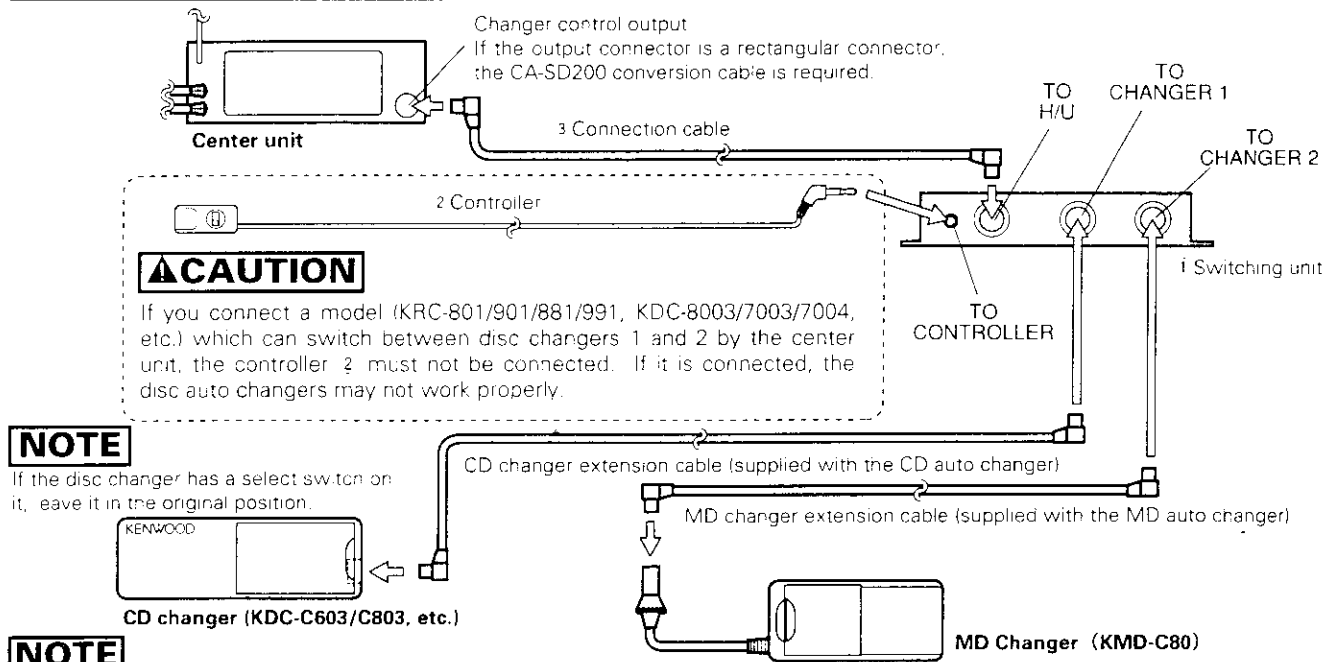 Changer control output
If the output connector is a rectangular connector,
the CA-SD200 conversion cable is required.
Center unit
3 Connection cable
TO
H/U
TO
CHANGER 1
TO
CHANGER 2
2 Controller
1 Switching unit
TO
CONTROLLER
CAUTION
If you connect a model (KRC-801/901/881/991, KDC-8003/7003/7004,
etc.) which can switch between disc changers 1 and 2 by the center
unit, the controller 2 must not be connected. If it is connected, the
disc auto changers may not work properly.
NOTE
If the disc changer has a select switch on
it, leave it in the original position.
CD changer extension cable (supplied with the CD auto changer)
MD changer extension cable (supplied with the MD auto changer)
KENWOOD
CD changer (KDC-C603/C803, etc.)
MD Changer (KMD-C80)
NOTE